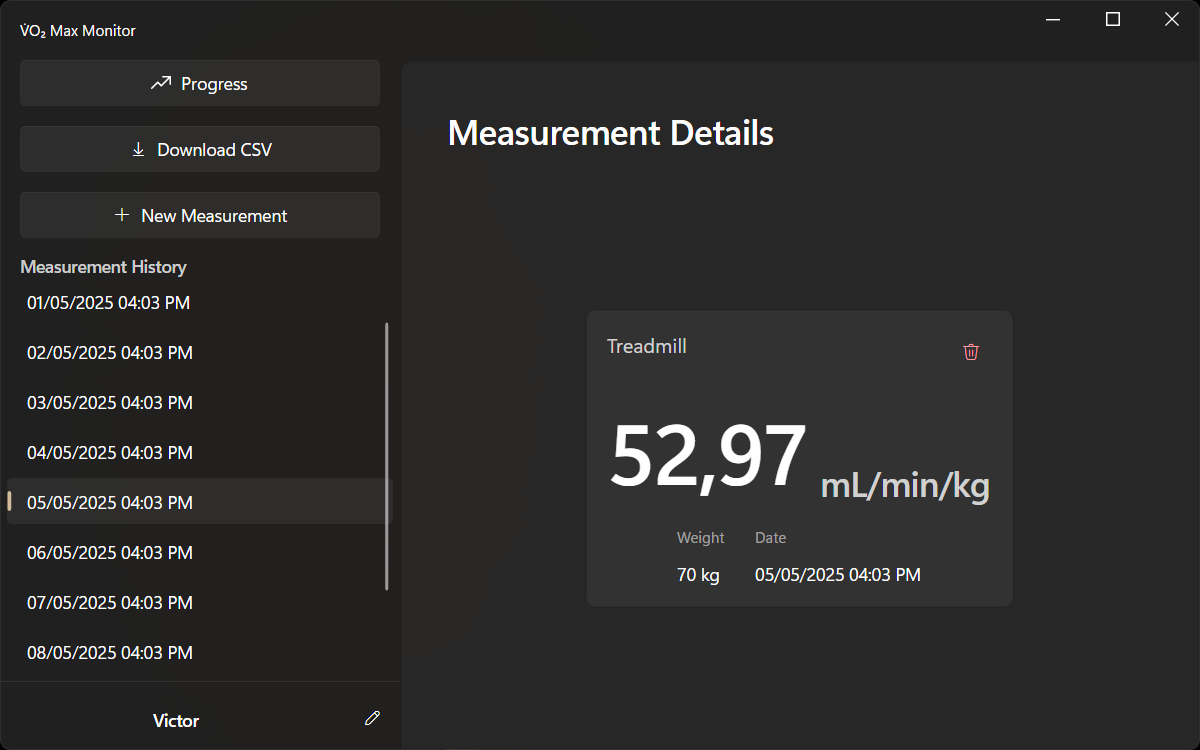 V̇O₂ Max Monitor
Progress
Download CSV
New Measurement
Measurement History
01/05/2025 04:03 PM
02/05/2025 04:03 PM
03/05/2025 04:03 PM
04/05/2025 04:03 PM
05/05/2025 04:03 PM
06/05/2025 04:03 PM
07/05/2025 04:03 PM
08/05/2025 04:03 PM
Victor
Measurement Details
Treadmill
52,97 mL/min/kg
Weight Date
70 kg 05/05/2025 04:03 PM